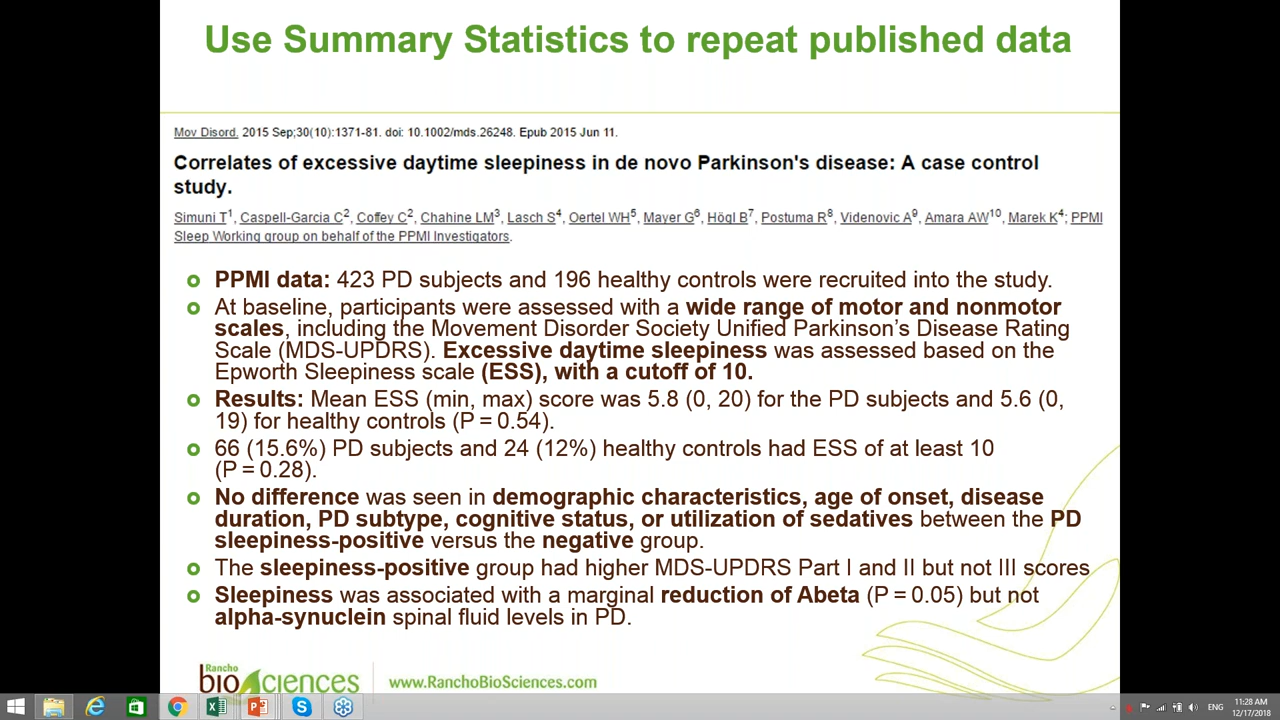 Use Summary Statistics to repeat published data
Mov Disord. 2015 Sep;30(10):1371-81. doi: 10.1002/mds.26248. Epub 2015 Jun 11.
Correlates of excessive daytime sleepiness in de novo Parkinson's disease: A case control
study.
Simuni T1, Caspell-Garcia C2, Coffey C2, Chahine LM3, Lasch S4, Oertel WH5, Mayer G6, Högl B7, Postuma R8, Videnovic A9, Amara AW10, Marek K4; PPMI
Sleep Working group on behalf of the PPMI Investigators.
PPMI data: 423 PD subjects and 196 healthy controls were recruited into the study.
At baseline, participants were assessed with a wide range of motor and nonmotor
scales, including the Movement Disorder Society Unified Parkinson's Disease Rating
Scale (MDS-UPDRS). Excessive daytime sleepiness was assessed based on the
Epworth Sleepiness scale (ESS), with a cutoff of 10.
Results: Mean ESS (min, max) score was 5.8 (0, 20) for the PD subjects and 5.6 (0,
19) for healthy controls (P = 0.54).
66 (15.6%) PD subjects and 24 (12%) healthy controls had ESS of at least 10
(P = 0.28).
No difference was seen in demographic characteristics, age of onset, disease
duration, PD subtype, cognitive status, or utilization of sedatives between the PD
sleepiness-positive versus the negative group.
The sleepiness-positive group had higher MDS-UPDRS Part I and II but not III scores
Sleepiness was associated with a marginal reduction of Abeta (P = 0.05) but not
alpha-synuclein spinal fluid levels in PD.
Rancho
bioSciences
www.RanchoBioSciences.com
ENG
11:28 AM
12/17/2018